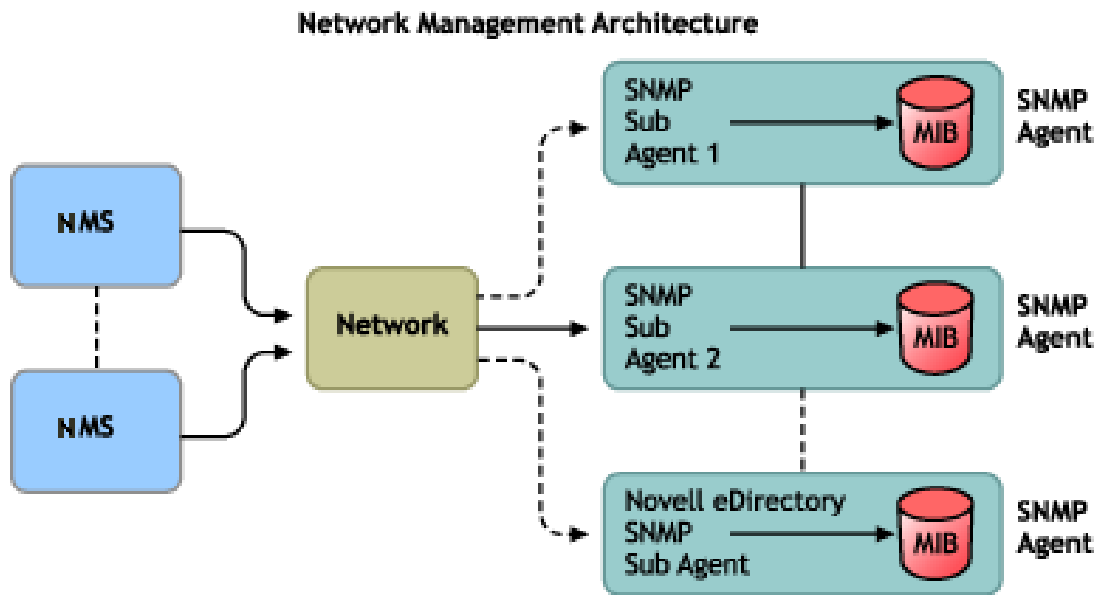 Network Management Architecture
SNMP
Sub
Agent 1
MIB
SNMP
Agent
NMS
Network
SNMP
Sub
Agent 2
MIB
SNMP
Agent
NMS
Novell eDirectory
SNMP
Sub Agent
MIB
SNMP
Agent